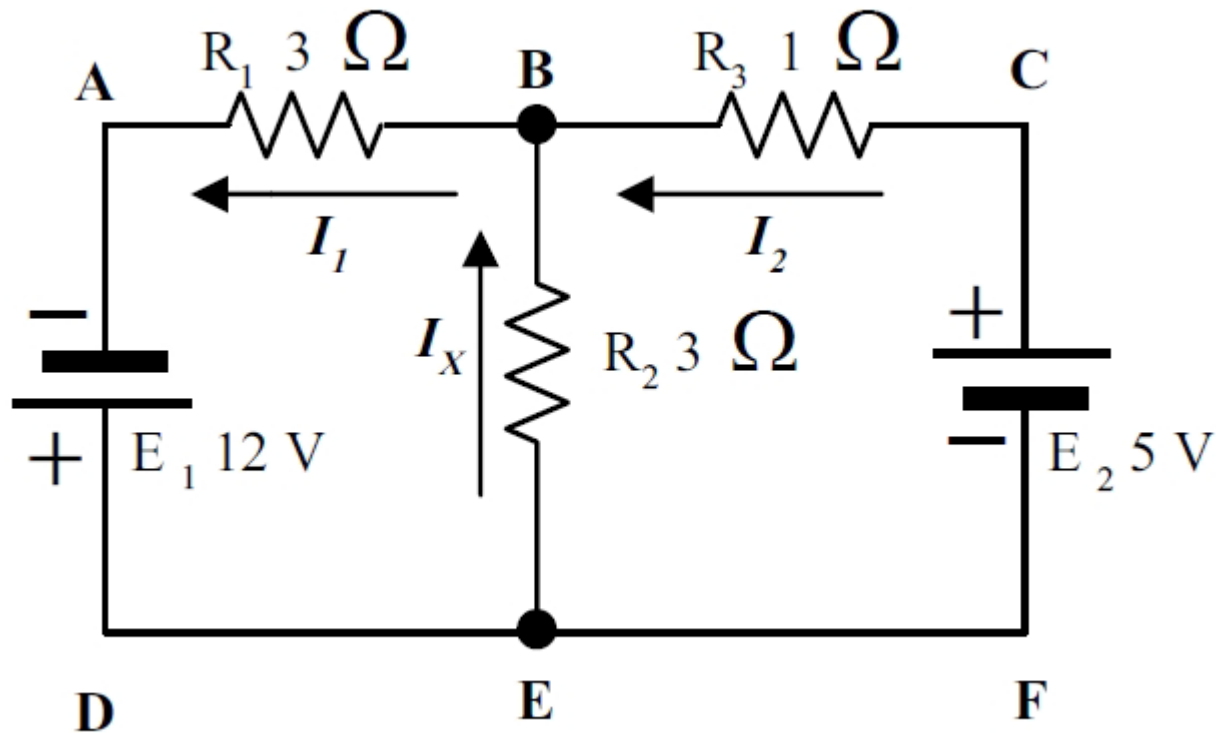 R₁ 3 Ω
B
R₃ 1 Ω
A
C
I₁
I₂
−
+
Iₓ
R₂ 3 Ω
+
E₁ 12 V
−
E₂ 5 V
D
E
F